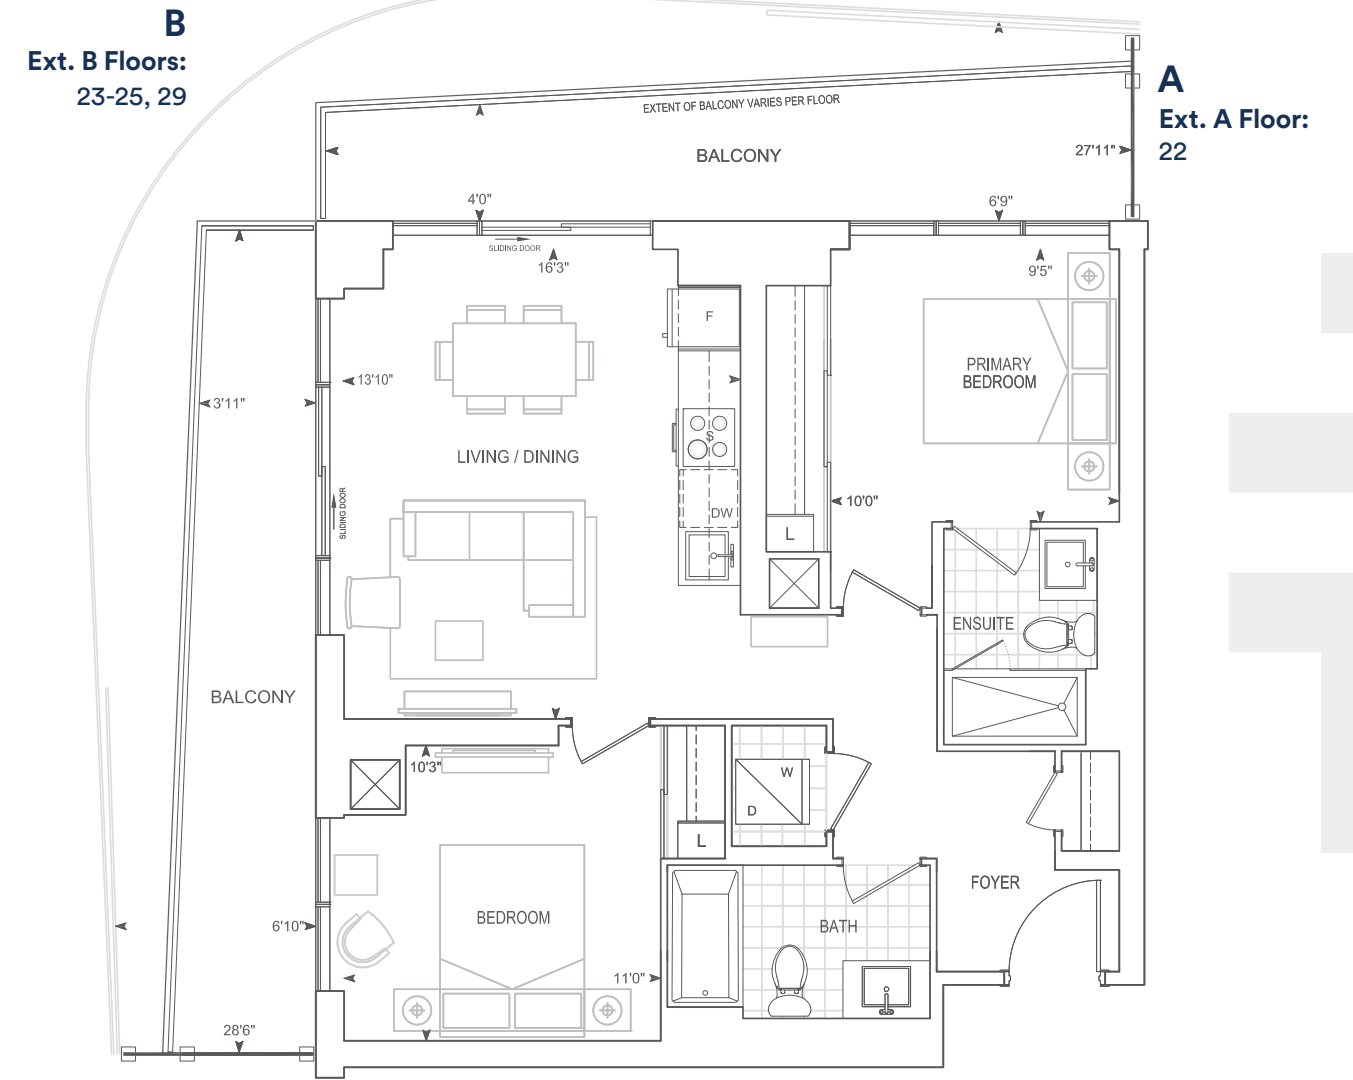 B
Ext. B Floors:
23-25, 29
A
Ext. A Floor:
22
EXTENT OF BALCONY VARIES PER FLOOR
BALCONY
27'11"
4'0"
6'9"
SLIDING DOOR
16'3"
9'5"
F
PRIMARY
BEDROOM
13'10"
3'11"
S
LIVING / DINING
SLIDING DOOR
10'0"
DW
L
ENSUITE
BALCONY
10'3"
W
D
L
FOYER
BEDROOM
BATH
6'10"
11'0"
28'6"